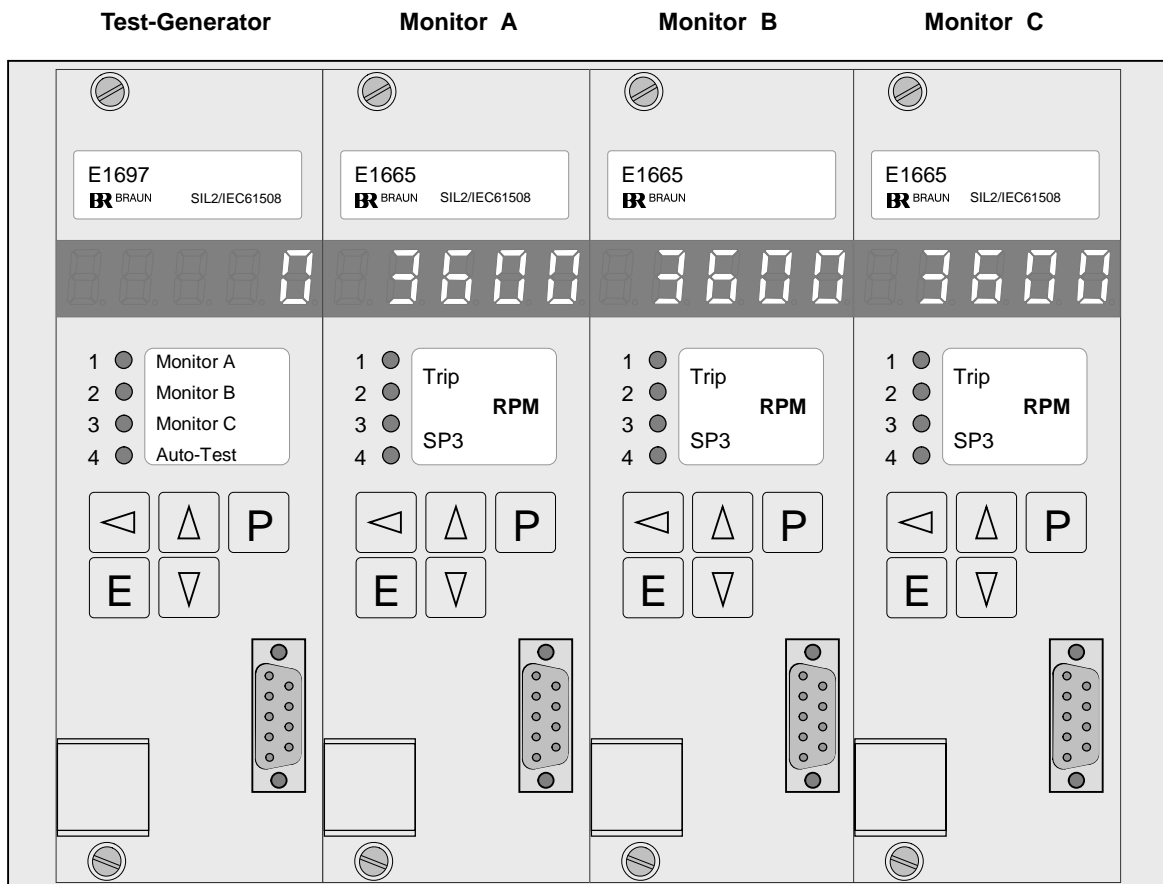 Test-Generator
Monitor A
Monitor B
Monitor C
E1697
BR BRAUN SIL2/IEC61508
E1665
BR BRAUN SIL2/IEC61508
E1665
BR BRAUN
E1665
BR BRAUN SIL2/IEC61508
0
3600
3600
3600
1 Monitor A
2 Monitor B
3 Monitor C
4 Auto-Test
1
2
3
4
Trip
RPM
SP3
1
2
3
4
Trip
RPM
SP3
1
2
3
4
Trip
RPM
SP3
P
E
P
E
P
E
P
E